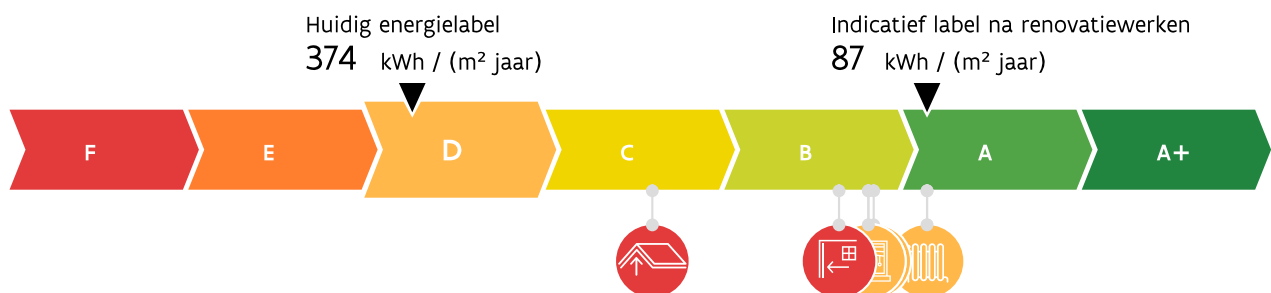 Huidig energielabel
374 kWh / (m² jaar)
Indicatief label na renovatiewerken
87 kWh / (m² jaar)
F
E
D
C
B
A
A+